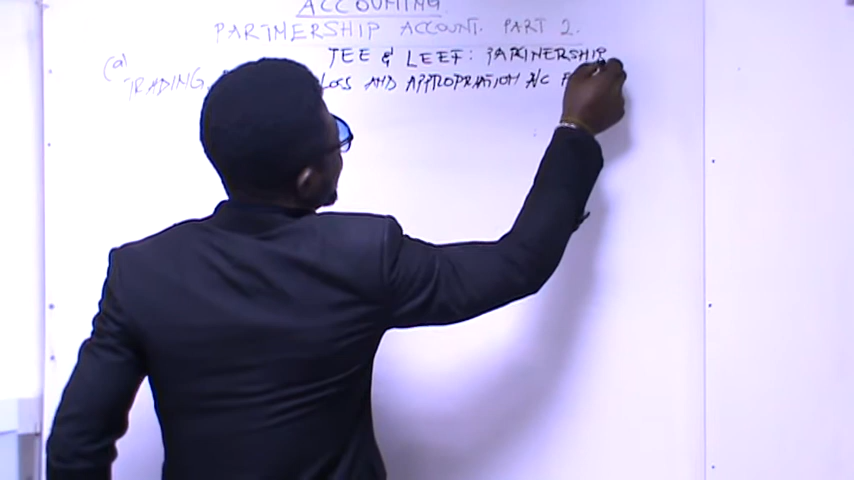 ACCOUNTING
PARTNERSHIP ACCOUNT. PART 2.
(a) TEE & LEEF: PARTNERSHIP
TRADING, LOSS AND APPROPRIATION A/C F